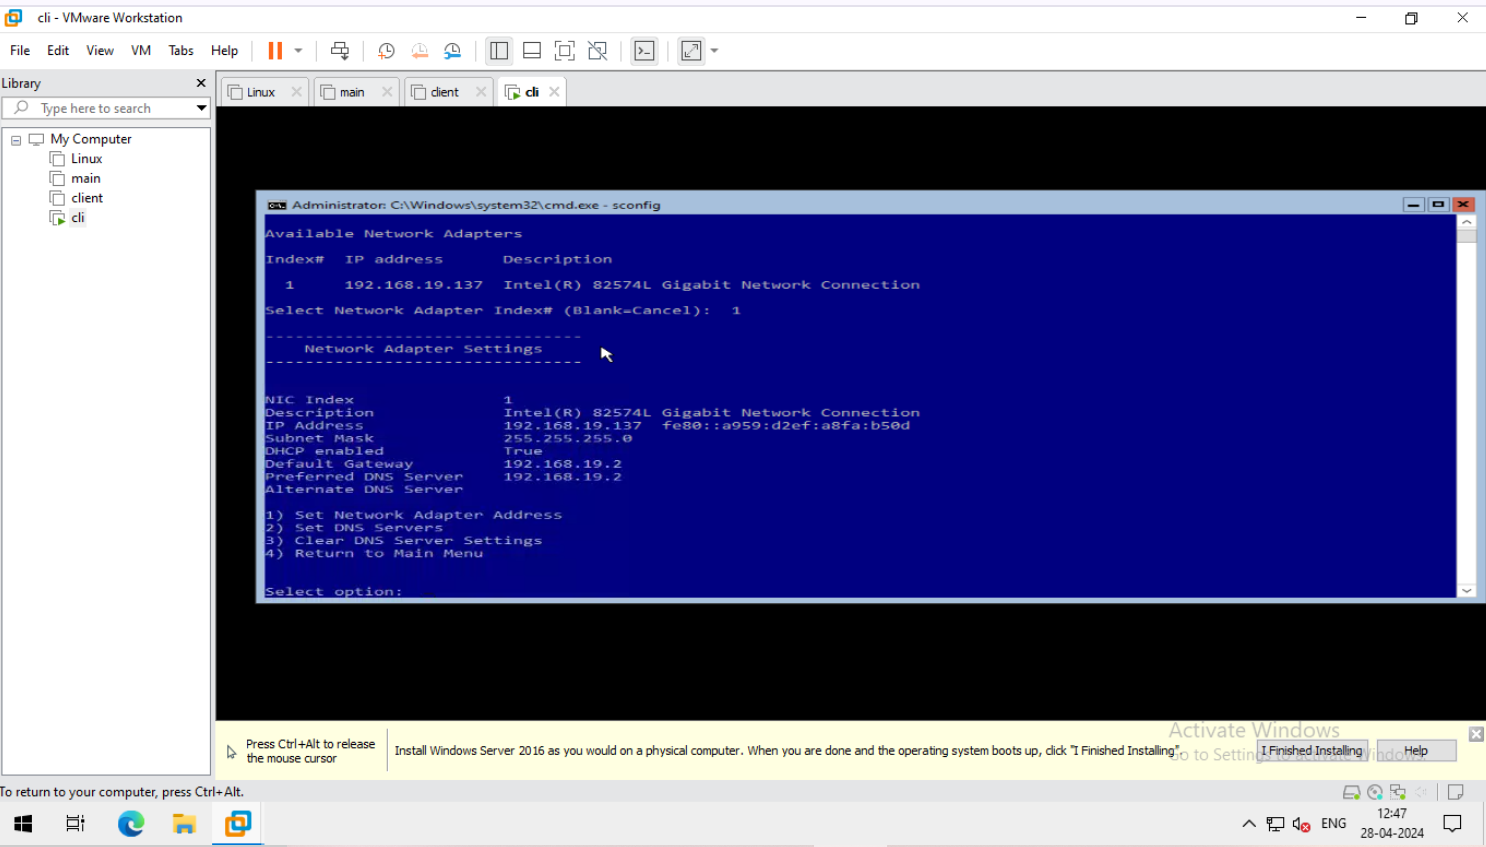 cli - VMware Workstation
File Edit View VM Tabs Help
Library
Type here to search
My Computer
Linux
main
client
cli
Linux main client cli
Administrator: C:\Windows\system32\cmd.exe - sconfig
Available Network Adapters
Index# IP address Description
1 192.168.19.137 Intel(R) 82574L Gigabit Network Connection
Select Network Adapter Index# (Blank=Cancel): 1
--------------------------------
Network Adapter Settings
--------------------------------
NIC Index 1
Description Intel(R) 82574L Gigabit Network Connection
IP Address 192.168.19.137 fe80::a959:d2ef:a8fa:b50d
Subnet Mask 255.255.255.0
DHCP enabled True
Default Gateway 192.168.19.2
Preferred DNS Server 192.168.19.2
Alternate DNS Server
1) Set Network Adapter Address
2) Set DNS Servers
3) Clear DNS Server Settings
4) Return to Main Menu
Select option:
Activate Windows
Go to Settings to activate Windows.
Press Ctrl+Alt to release
the mouse cursor
Install Windows Server 2016 as you would on a physical computer. When you are done and the operating system boots up, click "I Finished Installing".
I Finished Installing Help
To return to your computer, press Ctrl+Alt.
ENG
12:47
28-04-2024